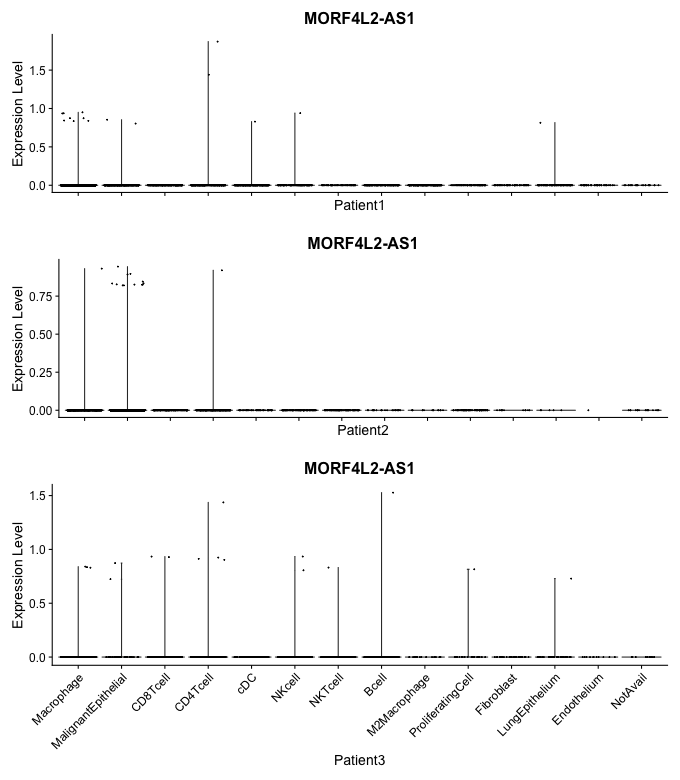 MORF4L2-AS1
Expression Level
1.5
1.0
0.5
0.0
Patient1
MORF4L2-AS1
Expression Level
0.75
0.50
0.25
0.00
Patient2
MORF4L2-AS1
Expression Level
1.5
1.0
0.5
0.0
Macrophage
MalignantEpithelial
CD8Tcell
CD4Tcell
cDC
NKcell
NKTcell
Bcell
M2Macrophage
ProliferatingCell
Fibroblast
LungEpithelium
Endothelium
NotAvail
Patient3